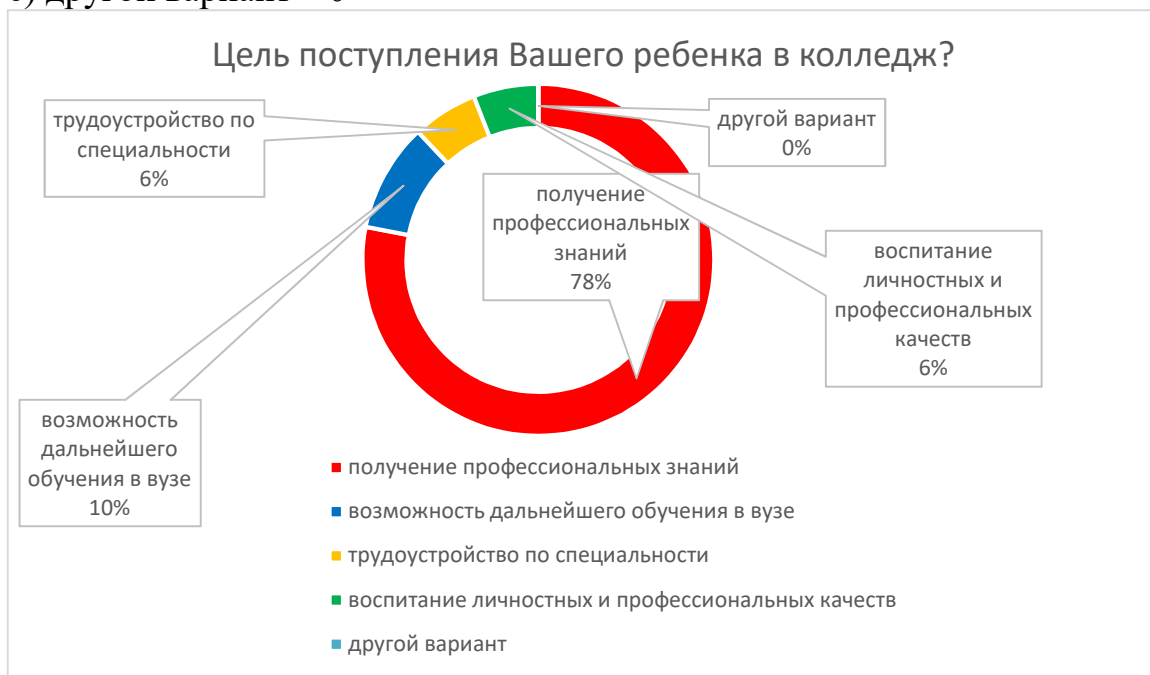 Цель поступления Вашего ребенка в колледж?
трудоустройство по
специальности
6%
другой вариант
0%
получение
профессиональных
знаний
78%
воспитание
личностных и
профессиональных
качеств
6%
возможность
дальнейшего
обучения в вузе
10%
получение профессиональных знаний
возможность дальнейшего обучения в вузе
трудоустройство по специальности
воспитание личностных и профессиональных качеств
другой вариант